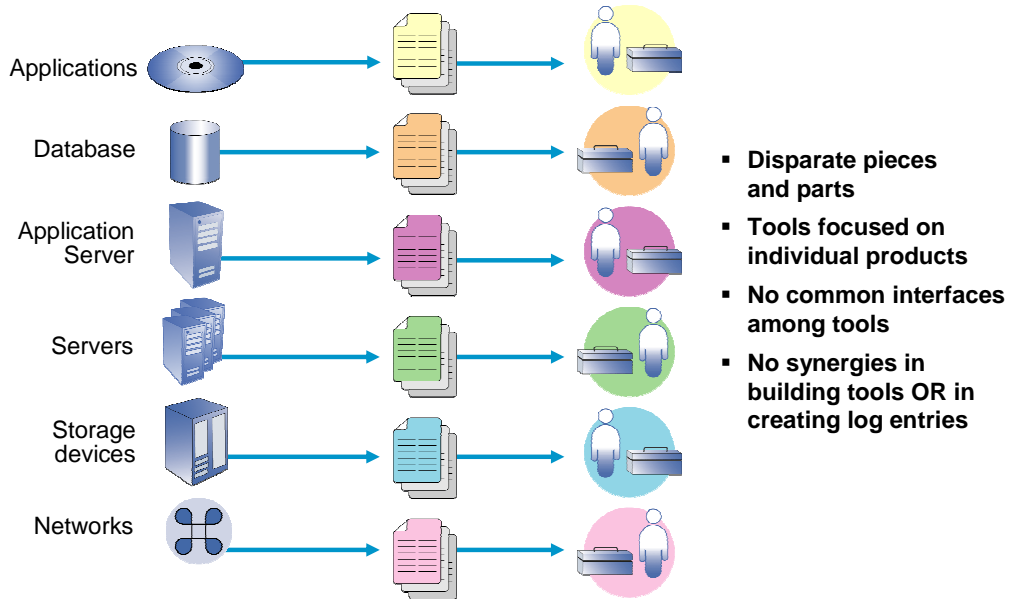 Applications
Database
Application
Server
Servers
Storage
devices
Networks
▪ Disparate pieces
and parts
▪ Tools focused on
individual products
▪ No common interfaces
among tools
▪ No synergies in
building tools OR in
creating log entries